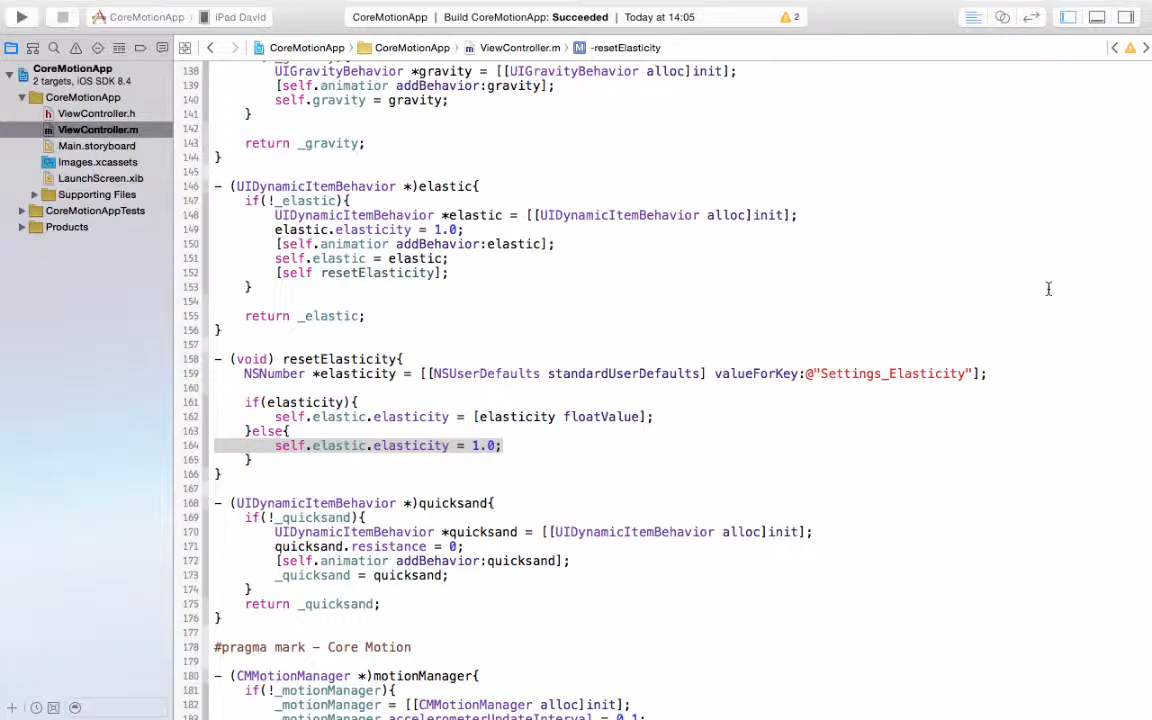 CoreMotionApp iPad David CoreMotionApp | Build CoreMotionApp: Succeeded | Today at 14:05 2
CoreMotionApp CoreMotionApp ViewController.m M -resetElasticity
CoreMotionApp
2 targets, iOS SDK 8.4
CoreMotionApp
h ViewController.h
m ViewController.m
Main.storyboard
Images.xcassets
LaunchScreen.xib
Supporting Files
CoreMotionAppTests
Products
138 UIGravityBehavior *gravity = [[UIGravityBehavior alloc]init];
139 [self.animatior addBehavior:gravity];
140 self.gravity = gravity;
141 }
142
143 return _gravity;
144 }
145
146 - (UIDynamicItemBehavior *)elastic{
147 if(!_elastic){
148 UIDynamicItemBehavior *elastic = [[UIDynamicItemBehavior alloc]init];
149 elastic.elasticity = 1.0;
150 [self.animatior addBehavior:elastic];
151 self.elastic = elastic;
152 [self resetElasticity];
153 }
154
155 return _elastic;
156 }
157
158 - (void) resetElasticity{
159 NSNumber *elasticity = [[NSUserDefaults standardUserDefaults] valueForKey:@"Settings_Elasticity"];
160
161 if(elasticity){
162 self.elastic.elasticity = [elasticity floatValue];
163 }else{
164 self.elastic.elasticity = 1.0;
165 }
166 }
167
168 - (UIDynamicItemBehavior *)quicksand{
169 if(!_quicksand){
170 UIDynamicItemBehavior *quicksand = [[UIDynamicItemBehavior alloc]init];
171 quicksand.resistance = 0;
172 [self.animatior addBehavior:quicksand];
173 _quicksand = quicksand;
174 }
175 return _quicksand;
176 }
177
178 #pragma mark - Core Motion
179
180 - (CMMotionManager *)motionManager{
181 if(!_motionManager){
182 _motionManager = [[CMMotionManager alloc]init];
183 _motionManager.accelerometerUpdateInterval = 0.1;